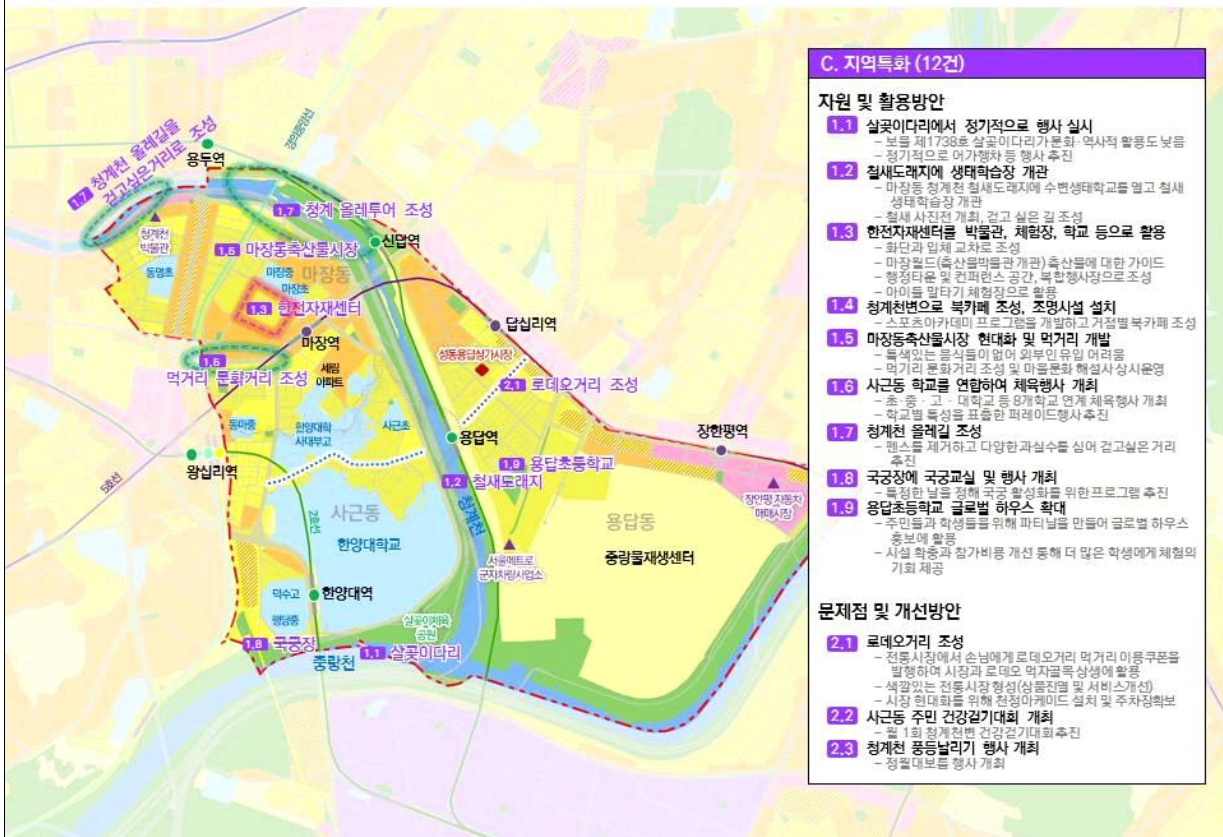 C. 지역특화 (12건)
자원 및 활용방안
1.1 살곶이다리에서 정기적으로 행사 실시
– 보물 제1738호 살곶이다리가 문화·역사적 활용도 낮음
– 정기적으로 어가행차 등 행사 추진
1.2 철새도래지에 생태학습장 개관
– 마장동 청계천 철새도래지에 수변생태학교를 열고 철새
생태학습장 개관
– 철새 사진전 개최, 걷고 싶은 길 조성
1.3 한전자재센터를 박물관, 체험장, 학교 등으로 활용
– 화단과 입체 교차로 조성
– 마장월드(축산물박물관 개관) 축산물에 대한 가이드
– 행정타운 및 컨퍼런스 공간, 복합행사장으로 조성
– 아이들 말타기 체험장으로 활용
1.4 청계천변으로 북카페 조성, 조명시설 설치
– 스포츠아카데미 프로그램을 개발하고 거점별 북카페 조성
1.5 마장동축산물시장 현대화 및 먹거리 개발
– 특색있는 음식들이 없어 외부인 유입 어려움
– 먹기리 문화거리 조성 및 마을문화 해설사 상시운영
1.6 사근동 학교를 연합하여 체육행사 개최
– 초·중·고·대학교 등 8개학교 연계 체육행사 개최
– 학교별 특성을 표출한 퍼레이드행사 추진
1.7 청계천 올레길 조성
– 펜스를 제거하고 다양한 과실수를 심어 걷고싶은 거리
추진
1.8 국궁장에 국궁교실 및 행사 개최
– 특정한 날을 정해 국궁 활성화를 위한 프로그램 추진
1.9 용답초등학교 글로벌 하우스 확대
– 주민들과 학생들을 위해 파티날을 만들어 글로벌 하우스
홍보에 활용
– 시설 확충과 참가비용 개선 통해 더 많은 학생에게 체험의
기회 제공
문제점 및 개선방안
2.1 로데오거리 조성
– 전통시장에서 손님에게 로데오거리 먹거리 이용쿠폰을
발행하여 시장과 로데오 먹자골목 상생에 활용
– 색깔있는 전통시장 형성(상품진열 및 서비스개선)
– 시장 현대화를 위해 천정아케이드 설치 및 주차장확보
2.2 사근동 주민 건강걷기대회 개최
– 월 1회 청계천변 건강걷기대회 추진
2.3 청계천 풍등날리기 행사 개최
– 정월대보름 행사 개최
1.7 청계천 올레길을
걷고싶은거리로 조성
용두역
경의중앙선
1.7 청계 올레투어 조성
청계천
박물관
1.5 마장동축산물시장
신답역
동명초
마장중
마장동
마장초
1.3 한전자재센터
마장역
답십리역
1.5
먹거리 문화거리 조성
세림
아파트
성동용답상가시장
2.1 로데오거리 조성
동마중
한양대학
사대부고
사근초
용답역
장한평역
왕십리역
5호선
1.9 용답초등학교
1.2 철새도래지
2호선
사근동
청계천
용답동
장안평 자동차
매매시장
한양대학교
서울메트로
군자차량사업소
중랑물재생센터
덕수고
한양대역
행당중
살곶이체육
공원
1.8 국궁장
중랑천
1.1 살곶이다리